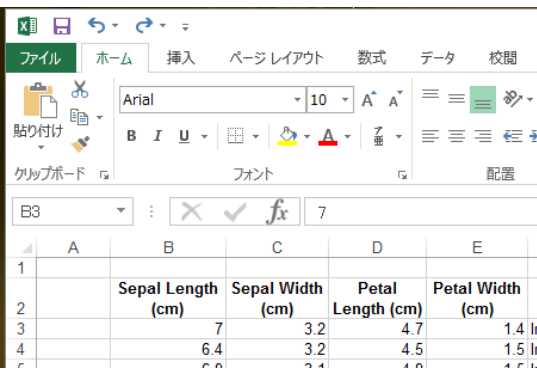 ファイル ホーム 挿入 ページ レイアウト 数式 データ 校閲
Arial 10 A A
貼り付け
B I U A
クリップボード フォント 配置
B3 fx 7
A B C D E
1
2 Sepal Length (cm) Sepal Width (cm) Petal Length (cm) Petal Width (cm)
3 7 3.2 4.7 1.4
4 6.4 3.2 4.5 1.5